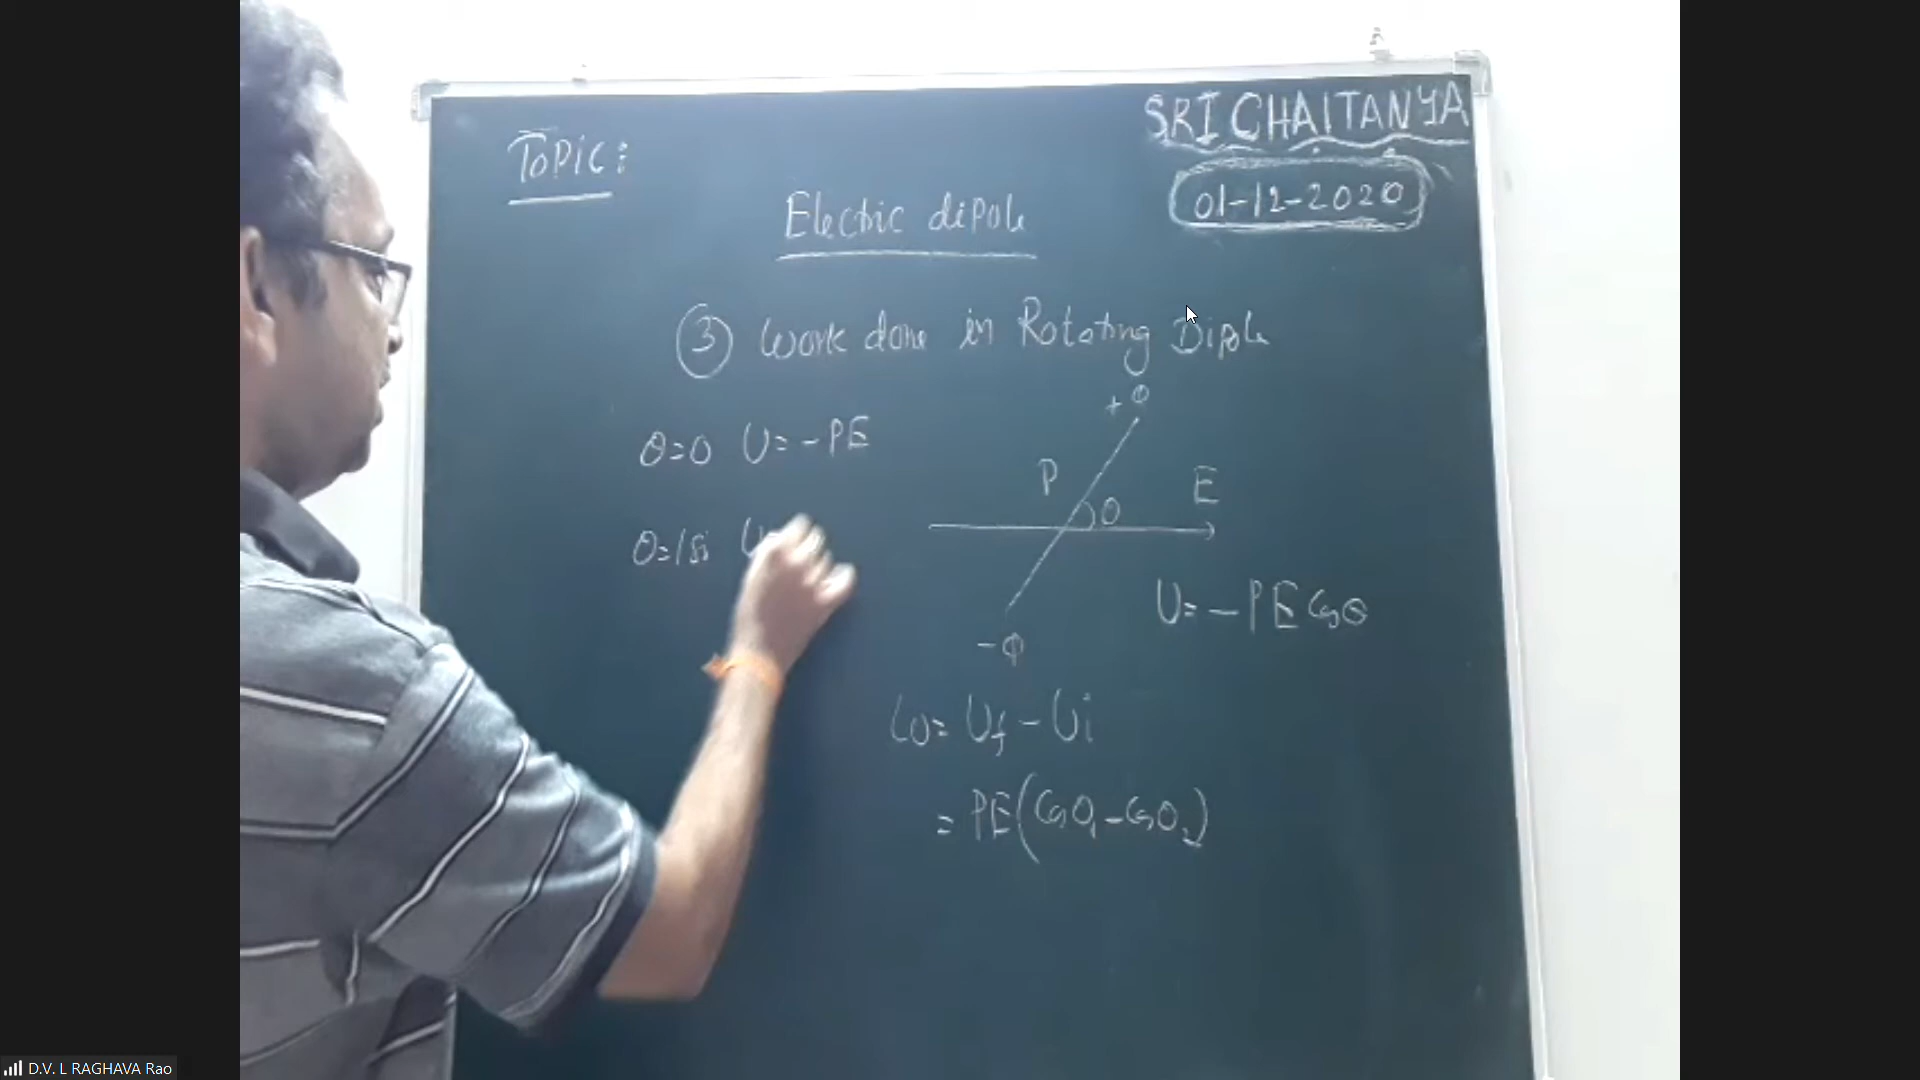 SRI CHAITANYA
Topic:
01-12-2020
Electric dipole
③ Work done in Rotating Dipole
+Q
θ=0 U=-PE
P
E
θ
θ=180 U=
U=-PE Cosθ
-Q
W= Uf - Ui
= PE(Cosθ₁-Cosθ₂)
D.V. L RAGHAVA Rao